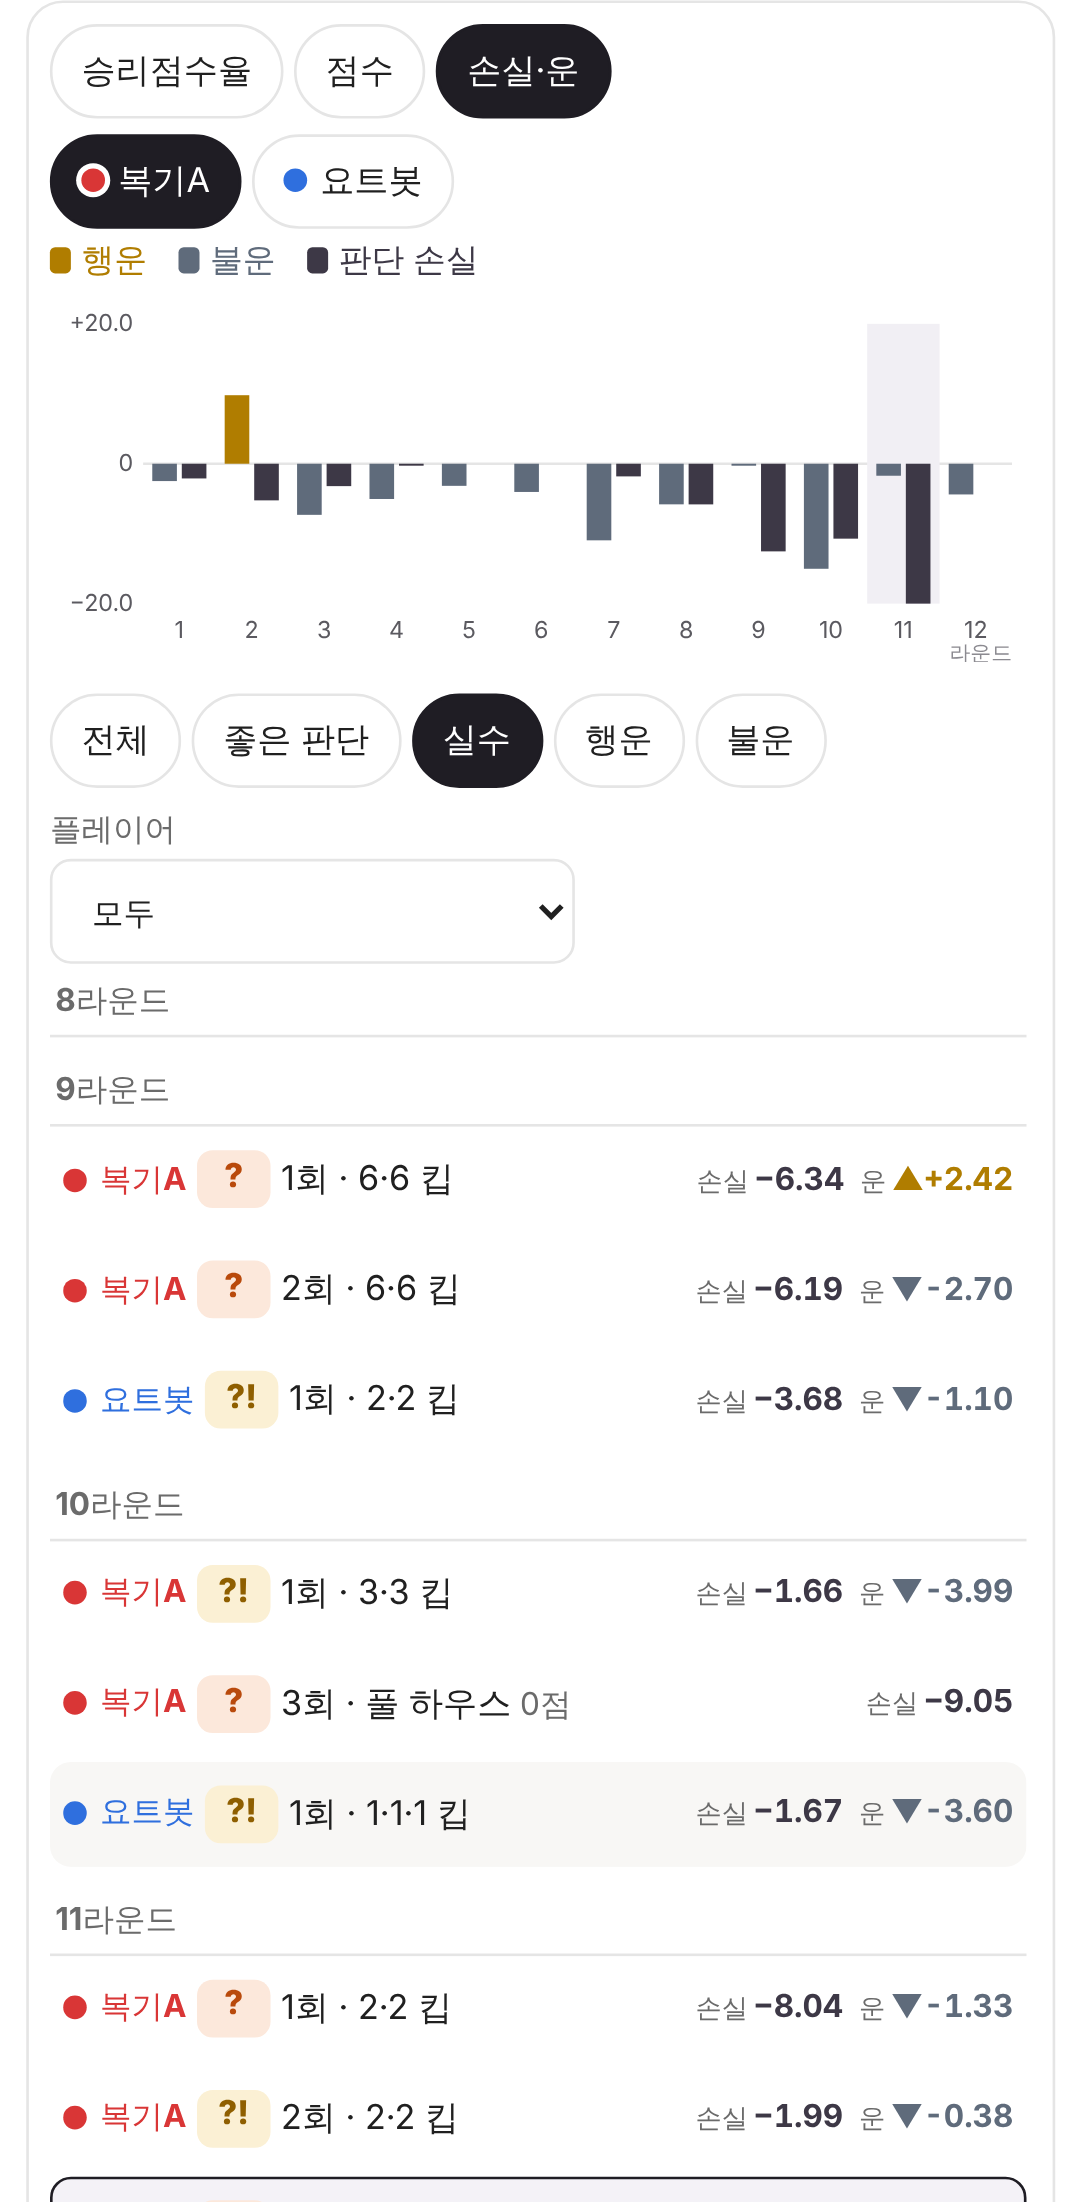 승리점수율 점수 손실·운
복기A 요트봇
행운 불운 판단 손실
+20.0
0
−20.0
1 2 3 4 5 6 7 8 9 10 11 12
라운드
전체 좋은 판단 실수 행운 불운
플레이어
모두
8라운드
9라운드
복기A ? 1회 · 6·6 킵 손실 −6.34 운 ▲+2.42
복기A ? 2회 · 6·6 킵 손실 −6.19 운 ▼-2.70
요트봇 ?! 1회 · 2·2 킵 손실 −3.68 운 ▼-1.10
10라운드
복기A ?! 1회 · 3·3 킵 손실 −1.66 운 ▼-3.99
복기A ? 3회 · 풀 하우스 0점 손실 −9.05
요트봇 ?! 1회 · 1·1·1 킵 손실 −1.67 운 ▼-3.60
11라운드
복기A ? 1회 · 2·2 킵 손실 −8.04 운 ▼-1.33
복기A ?! 2회 · 2·2 킵 손실 −1.99 운 ▼-0.38